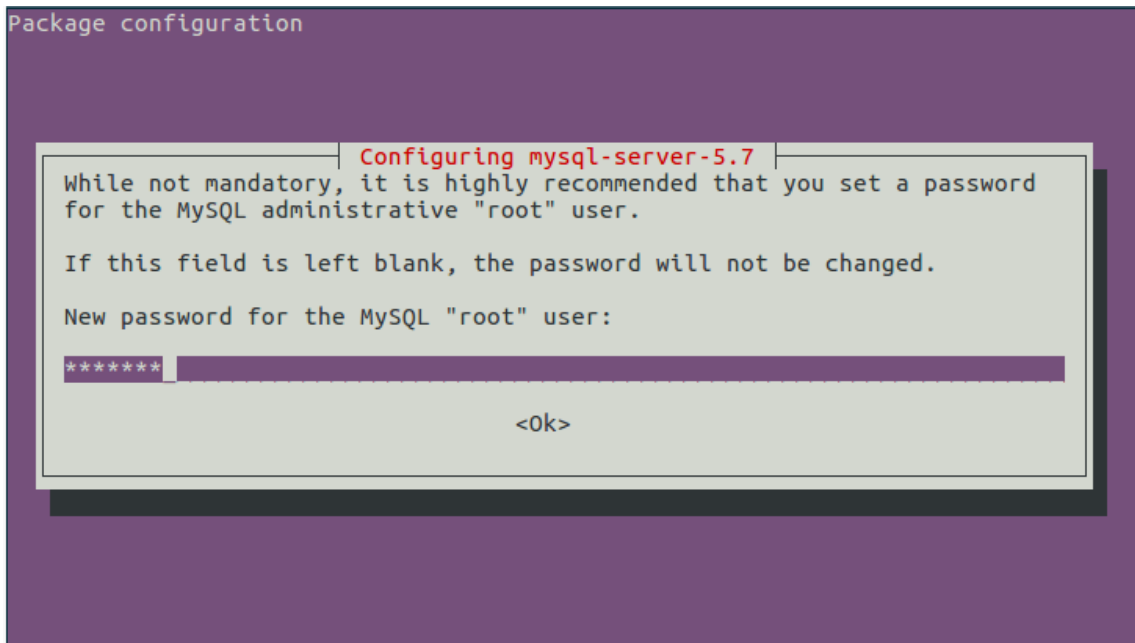 Package configuration
Configuring mysql-server-5.7
While not mandatory, it is highly recommended that you set a password
for the MySQL administrative "root" user.
If this field is left blank, the password will not be changed.
New password for the MySQL "root" user:
*******_
<Ok>